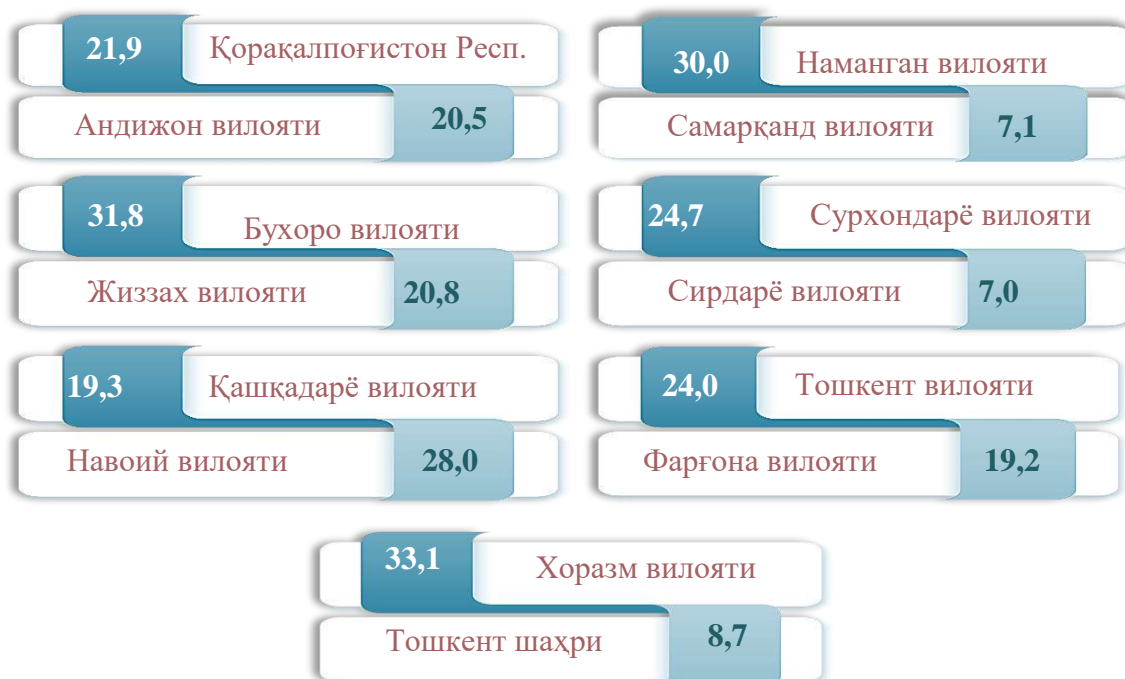 21,9 Қорақалпоғистон Респ.
Андижон вилояти 20,5
31,8 Бухоро вилояти
Жиззах вилояти 20,8
19,3 Қашқадарё вилояти
Навоий вилояти 28,0
30,0 Наманган вилояти
Самарқанд вилояти 7,1
24,7 Сурхондарё вилояти
Сирдарё вилояти 7,0
24,0 Тошкент вилояти
Фарғона вилояти 19,2
33,1 Хоразм вилояти
Тошкент шаҳри 8,7